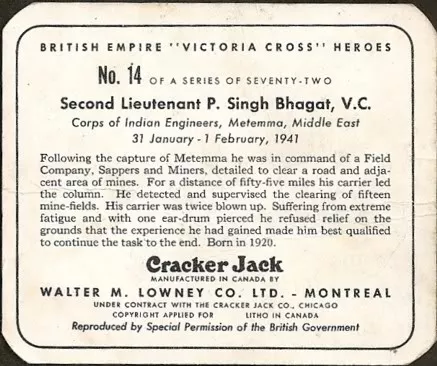 BRITISH EMPIRE "VICTORIA CROSS" HEROES
No. 14 OF A SERIES OF SEVENTY-TWO
Second Lieutenant P. Singh Bhagat, V.C.
Corps of Indian Engineers, Metemma, Middle East
31 January - 1 February, 1941
Following the capture of Metemma he was in command of a Field
Company, Sappers and Miners, detailed to clear a road and adja-
cent area of mines. For a distance of fifty-five miles his carrier led
the column. He detected and supervised the clearing of fifteen
mine-fields. His carrier was twice blown up. Suffering from extreme
fatigue and with one ear-drum pierced he refused relief on the
grounds that the experience he had gained made him best qualified
to continue the task to the end. Born in 1920.
Cracker Jack
MANUFACTURED IN CANADA BY
WALTER M. LOWNEY CO. LTD. - MONTREAL
UNDER CONTRACT WITH THE CRACKER JACK CO., CHICAGO
COPYRIGHT APPLIED FOR LITHO IN CANADA
Reproduced by Special Permission of the British Government